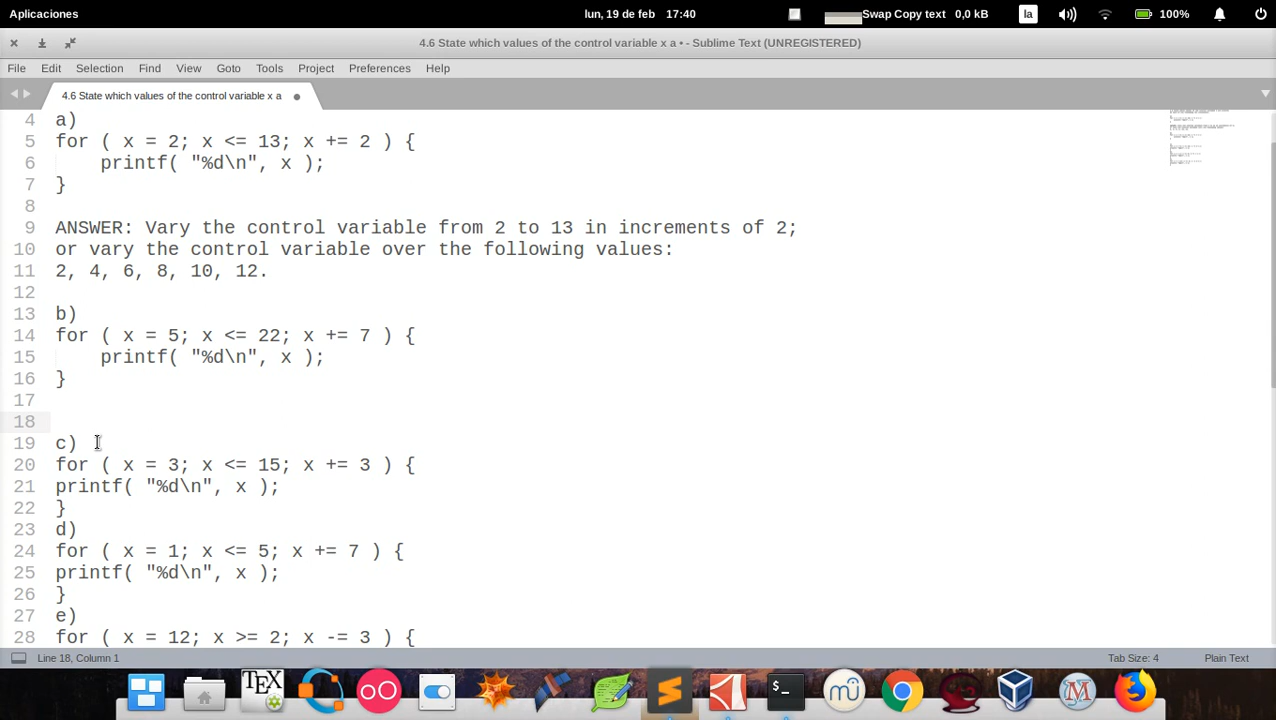 Aplicaciones
lun, 19 de feb 17:40
Swap Copy text 0,0 kB
la
100%
4.6 State which values of the control variable x a • - Sublime Text (UNREGISTERED)
File Edit Selection Find View Goto Tools Project Preferences Help
4.6 State which values of the control variable x a
4 a)
5 for ( x = 2; x <= 13; x += 2 ) {
6 printf( "%d\n", x );
7 }
8
9 ANSWER: Vary the control variable from 2 to 13 in increments of 2;
10 or vary the control variable over the following values:
11 2, 4, 6, 8, 10, 12.
12
13 b)
14 for ( x = 5; x <= 22; x += 7 ) {
15 printf( "%d\n", x );
16 }
17
18
19 c)
20 for ( x = 3; x <= 15; x += 3 ) {
21 printf( "%d\n", x );
22 }
23 d)
24 for ( x = 1; x <= 5; x += 7 ) {
25 printf( "%d\n", x );
26 }
27 e)
28 for ( x = 12; x >= 2; x -= 3 ) {
Line 18, Column 1
Tab Size: 4
Plain Text
TEX
>_
mu
M